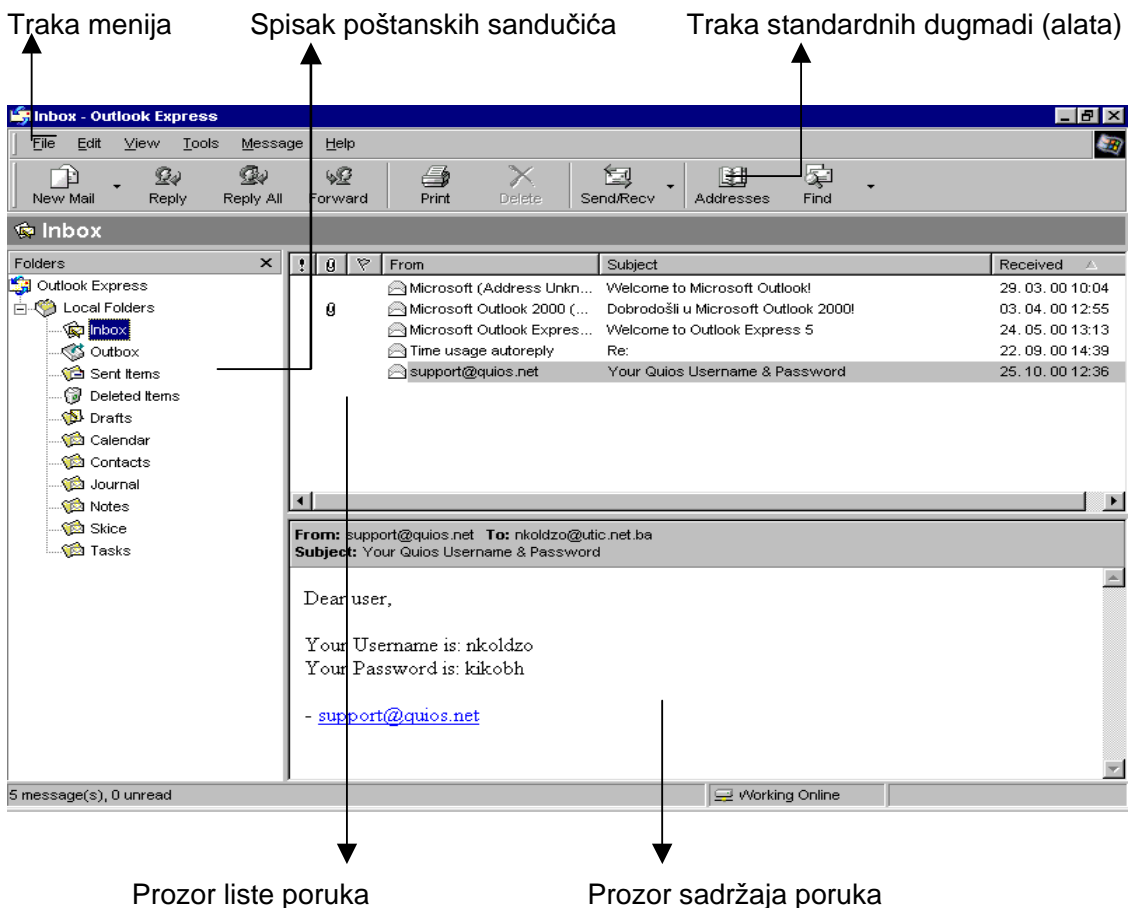 Traka menija Spisak poštanskih sandučića Traka standardnih dugmadi (alata)
Inbox - Outlook Express
File Edit View Tools Message Help
New Mail Reply Reply All Forward Print Delete Send/Recv Addresses Find
Inbox
Folders
Outlook Express
Local Folders
Inbox
Outbox
Sent Items
Deleted Items
Drafts
Calendar
Contacts
Journal
Notes
Skice
Tasks
! From Subject Received
Microsoft (Address Unkn... Welcome to Microsoft Outlook! 29. 03. 00 10:04
Microsoft Outlook 2000 (... Dobrodošli u Microsoft Outlook 2000! 03. 04. 00 12:55
Microsoft Outlook Expres... Welcome to Outlook Express 5 24. 05. 00 13:13
Time usage autoreply Re: 22. 09. 00 14:39
support@quios.net Your Quios Username & Password 25. 10. 00 12:36
From: support@quios.net To: nkoldzo@utic.net.ba
Subject: Your Quios Username & Password
Dear user,
Your Username is: nkoldzo
Your Password is: kikobh
- support@quios.net
5 message(s), 0 unread Working Online
Prozor liste poruka Prozor sadržaja poruka